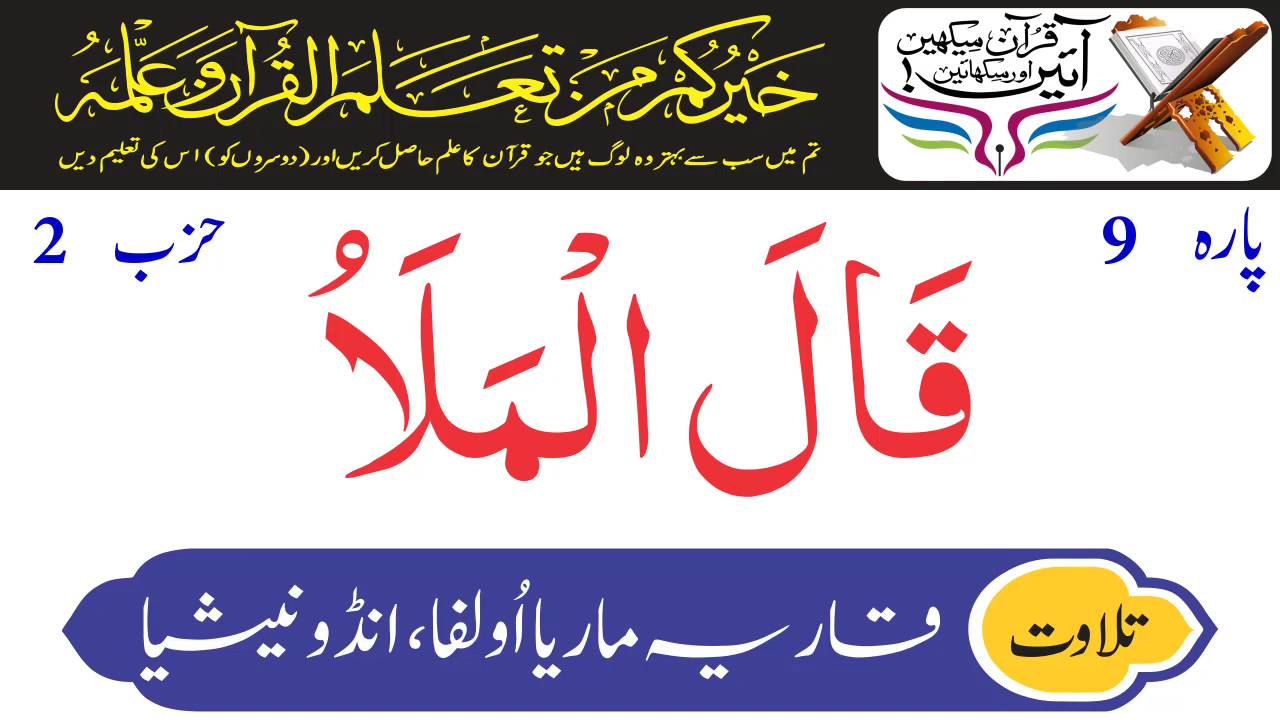 خَيْرُكُمْ مَنْ تَعَلَّمَ الْقُرْآنَ وَعَلَّمَهُ
تم میں سب سے بہتر وہ لوگ ہیں جو قرآن کا علم حاصل کریں اور (دوسروں کو) اس کی تعلیم دیں
آئیں قرآن سیکھیں
اور سکھائیں!
پارہ 9
حزب 2
قَالَ الْمَلَاُ
تلاوت
قاریہ ماریا اُولفا، انڈونیشیا